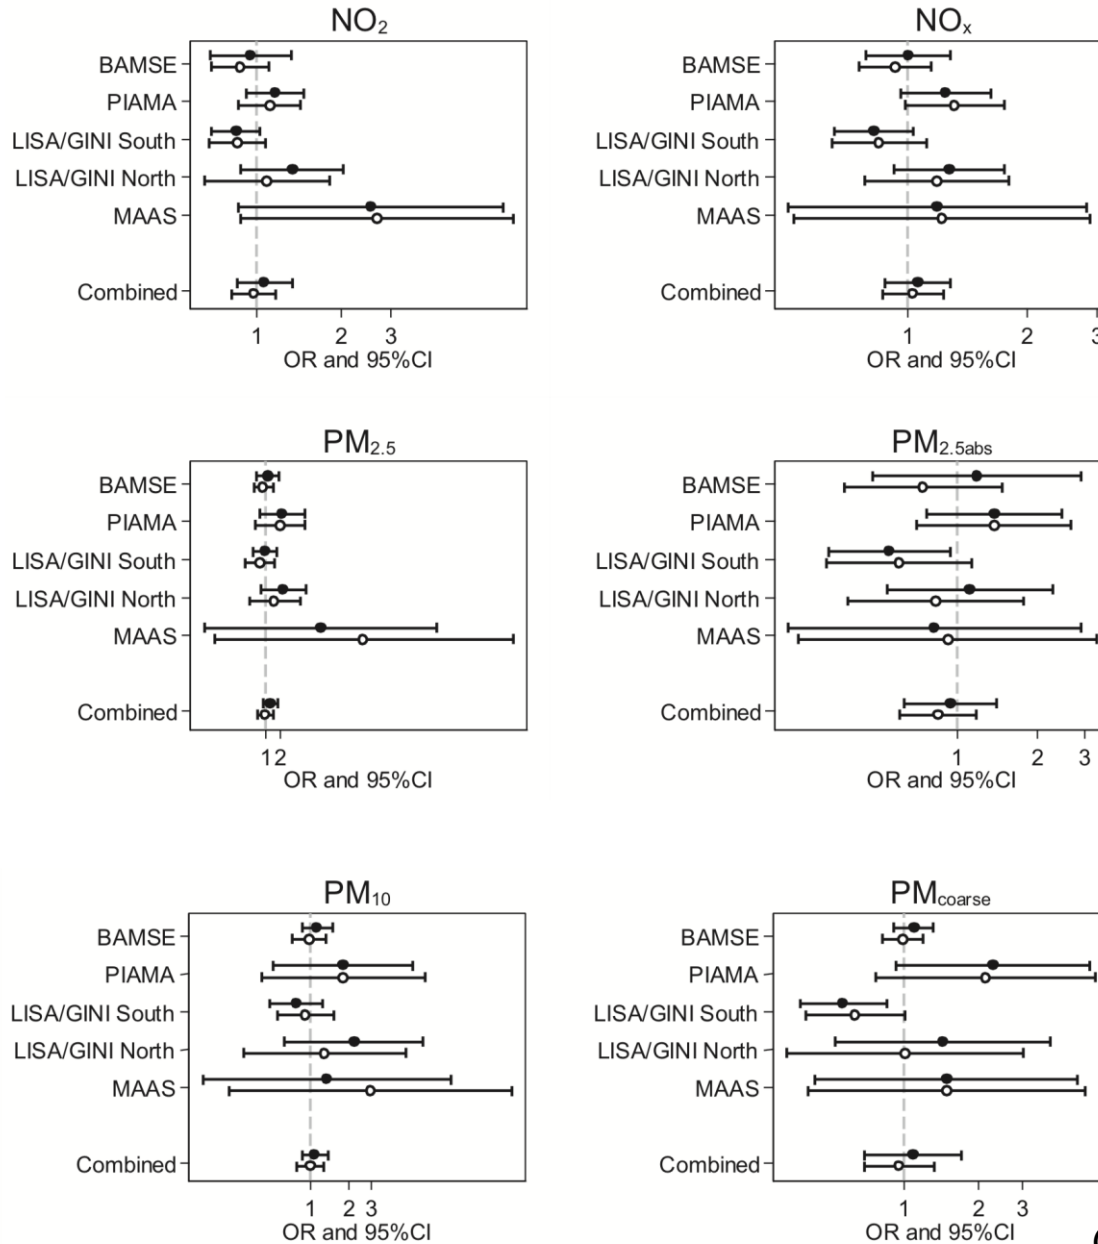 NO₂
BAMSE
PIAMA
LISA/GINI South
LISA/GINI North
MAAS
Combined
1 2 3
OR and 95%CI
NOₓ
BAMSE
PIAMA
LISA/GINI South
LISA/GINI North
MAAS
Combined
1 2 3
OR and 95%CI
PM₂.₅
BAMSE
PIAMA
LISA/GINI South
LISA/GINI North
MAAS
Combined
12
OR and 95%CI
PM₂.₅abs
BAMSE
PIAMA
LISA/GINI South
LISA/GINI North
MAAS
Combined
1 2 3
OR and 95%CI
PM₁₀
BAMSE
PIAMA
LISA/GINI South
LISA/GINI North
MAAS
Combined
1 2 3
OR and 95%CI
PMcoarse
BAMSE
PIAMA
LISA/GINI South
LISA/GINI North
MAAS
Combined
1 2 3
OR and 95%CI